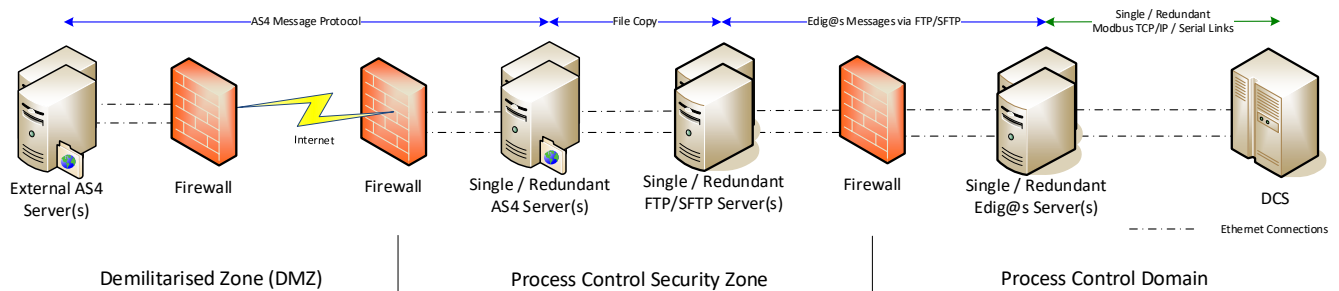 AS4 Message Protocol
File Copy
Edig@s Messages via FTP/SFTP
Single / Redundant
Modbus TCP/IP / Serial Links
Internet
External AS4
Server(s)
Firewall
Firewall
Single / Redundant
AS4 Server(s)
Single / Redundant
FTP/SFTP Server(s)
Firewall
Single / Redundant
Edig@s Server(s)
DCS
Ethernet Connections
Demilitarised Zone (DMZ)
Process Control Security Zone
Process Control Domain